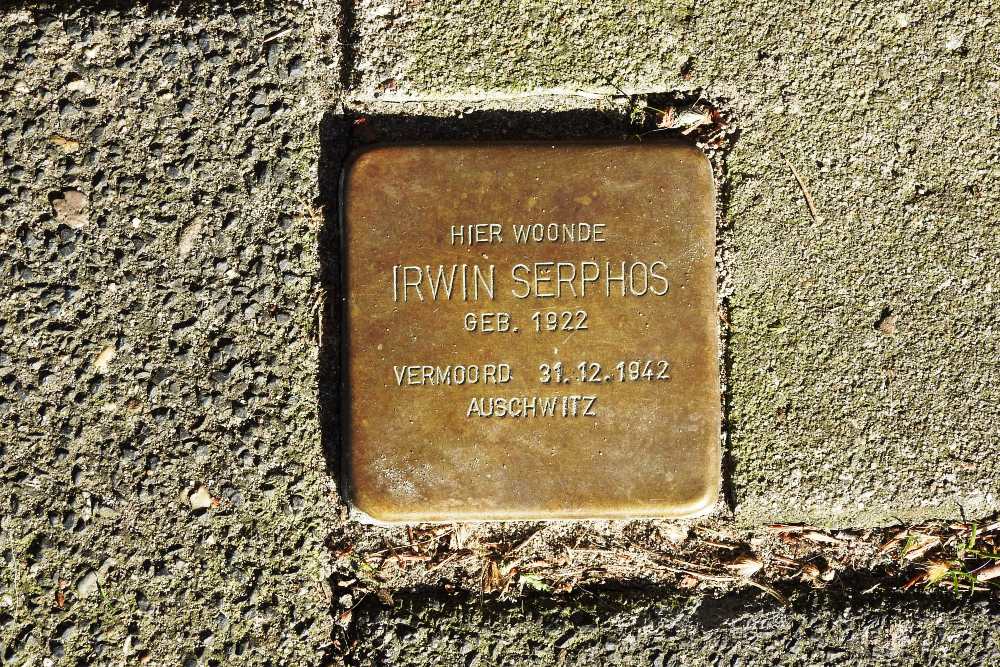 HIER WOONDE
IRWIN SERPHOS
GEB. 1922
VERMOORD 31.12.1942
AUSCHWITZ